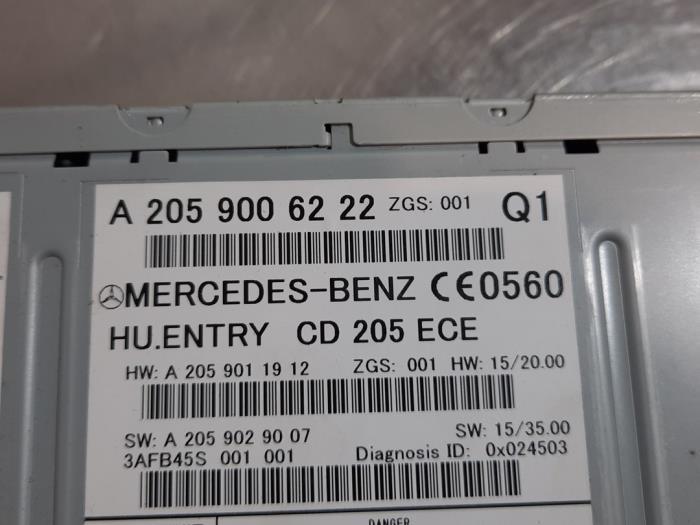 A 205 900 6222 ZGS: 001 Q1
MERCEDES-BENZ CE0560
HU.ENTRY CD 205 ECE
HW: A 205 901 19 12 ZGS: 001 HW: 15/20.00
SW: A 205 902 90 07 SW: 15/35.00
3AFB45S 001 001 Diagnosis ID: 0x024503
DANGER